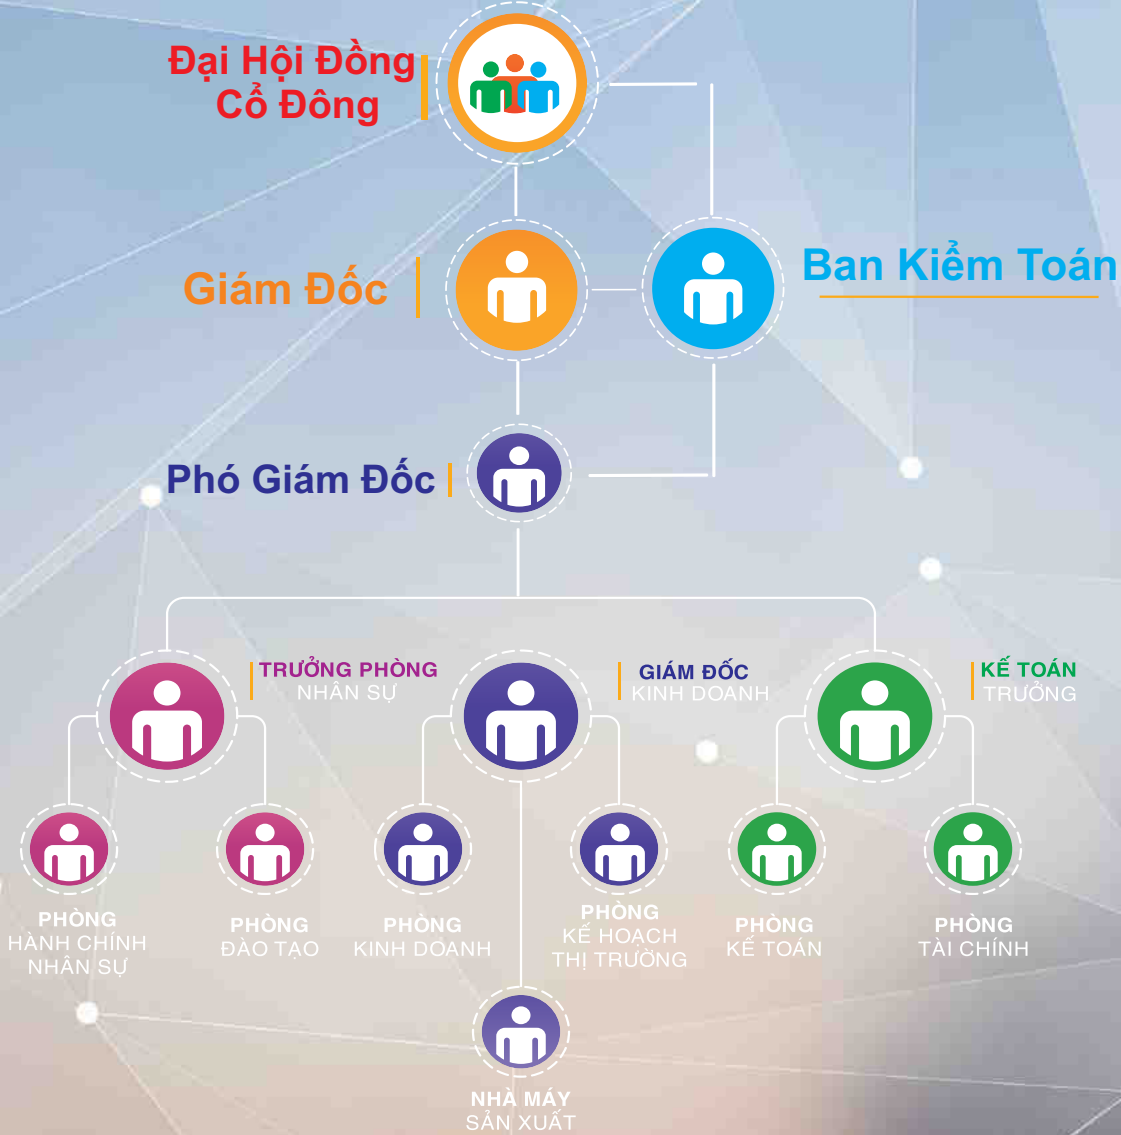 Đại Hội Đồng
Cổ Đông
Giám Đốc
Ban Kiểm Toán
Phó Giám Đốc
TRƯỞNG PHÒNG
NHÂN SỰ
GIÁM ĐỐC
KINH DOANH
KẾ TOÁN
TRƯỞNG
PHÒNG
HÀNH CHÍNH
NHÂN SỰ
PHÒNG
ĐÀO TẠO
PHÒNG
KINH DOANH
PHÒNG
KẾ HOẠCH
THỊ TRƯỜNG
PHÒNG
KẾ TOÁN
PHÒNG
TÀI CHÍNH
NHÀ MÁY
SẢN XUẤT